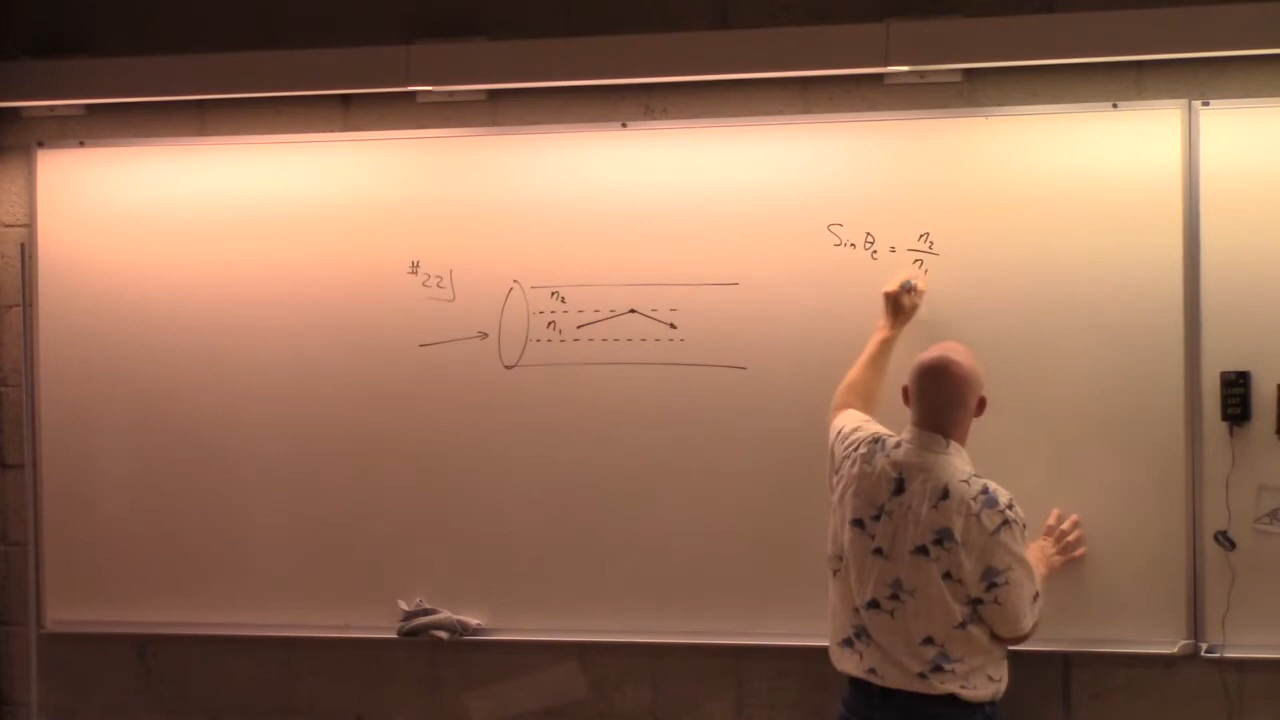 #22
n₂
n₁
Sin θc = n₂/n₁